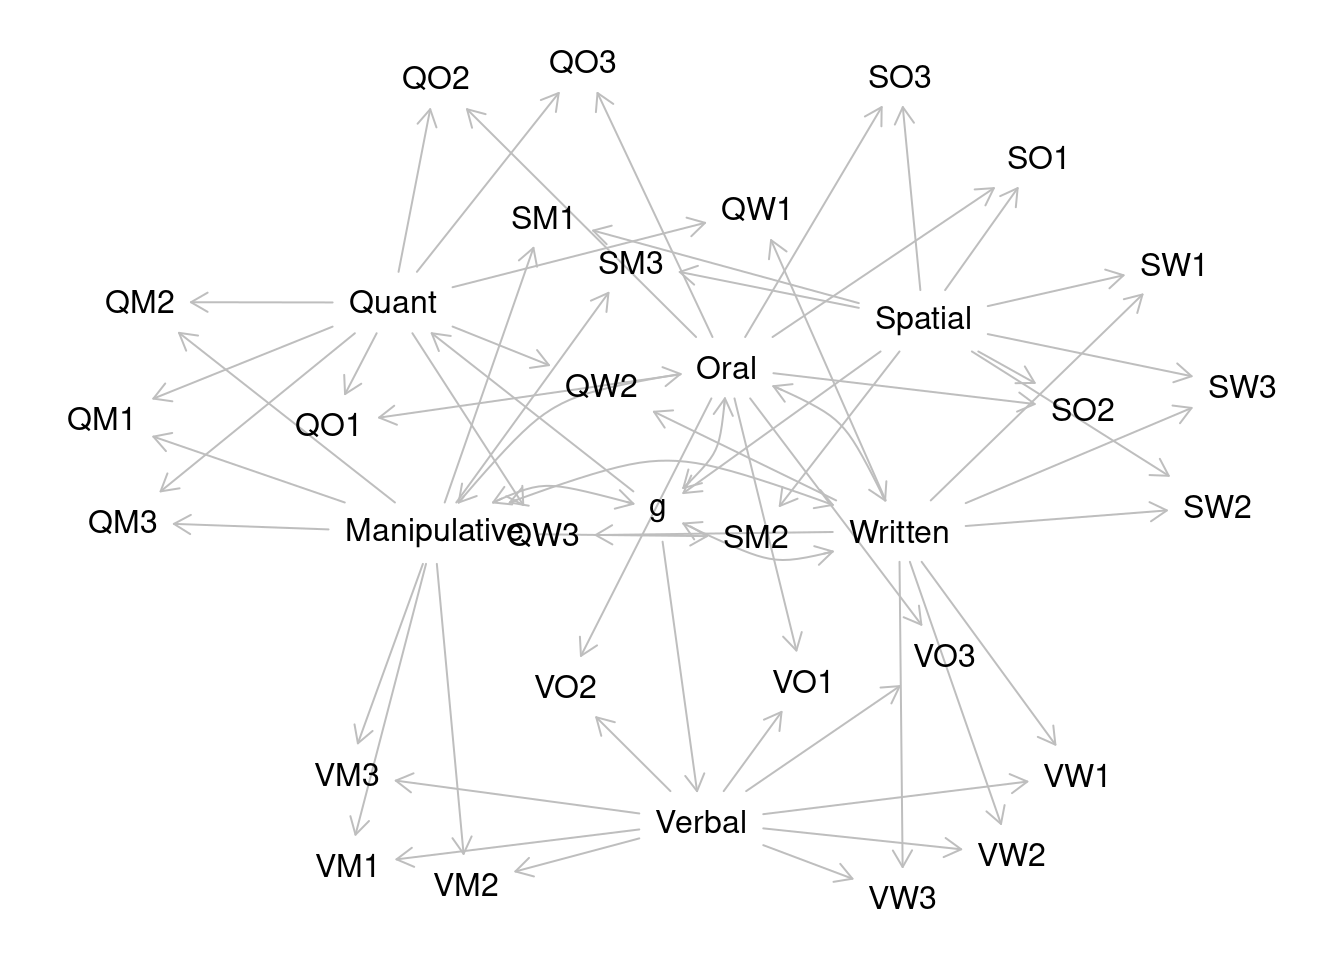 QO3
QO2
SO3
SO1
QW1
SM1
SM3
SW1
QM2
Quant
Spatial
Oral
QW2
SW3
SO2
QM1
QO1
g
SW2
QM3
Manipulative
QW3
SM2
Written
VO3
VO1
VO2
VM3
VW1
Verbal
VW2
VM1
VM2
VW3